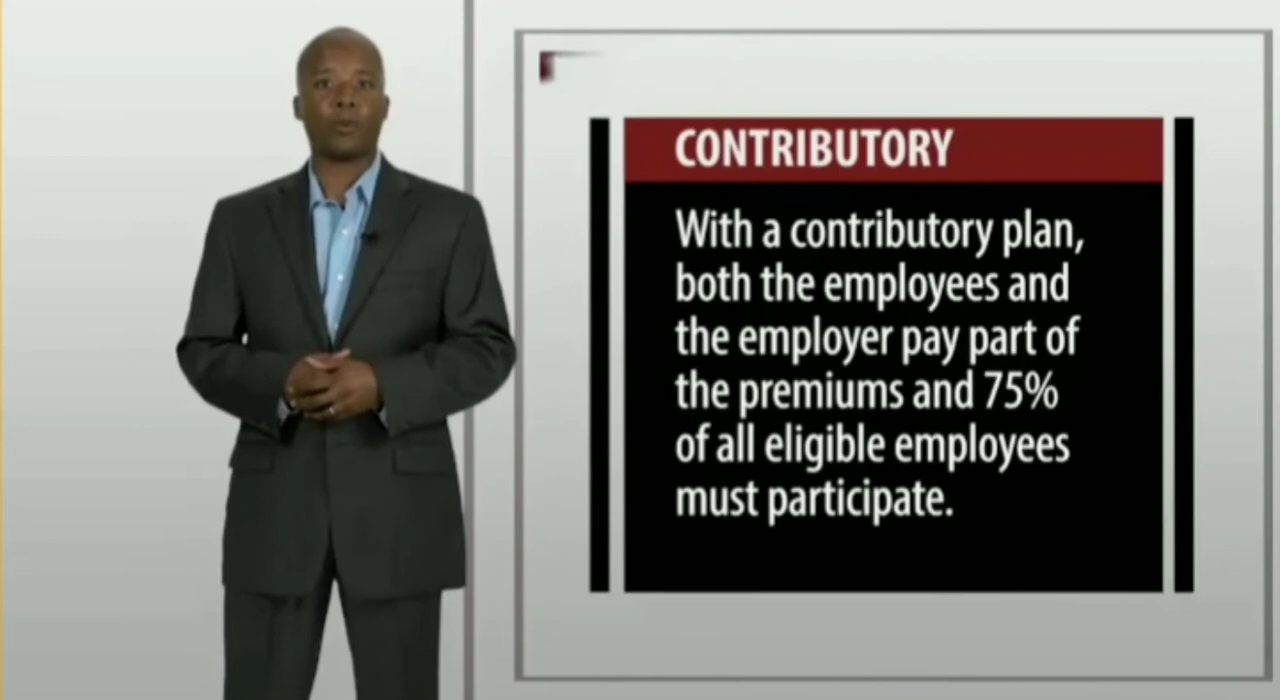 CONTRIBUTORY
With a contributory plan,
both the employees and
the employer pay part of
the premiums and 75%
of all eligible employees
must participate.